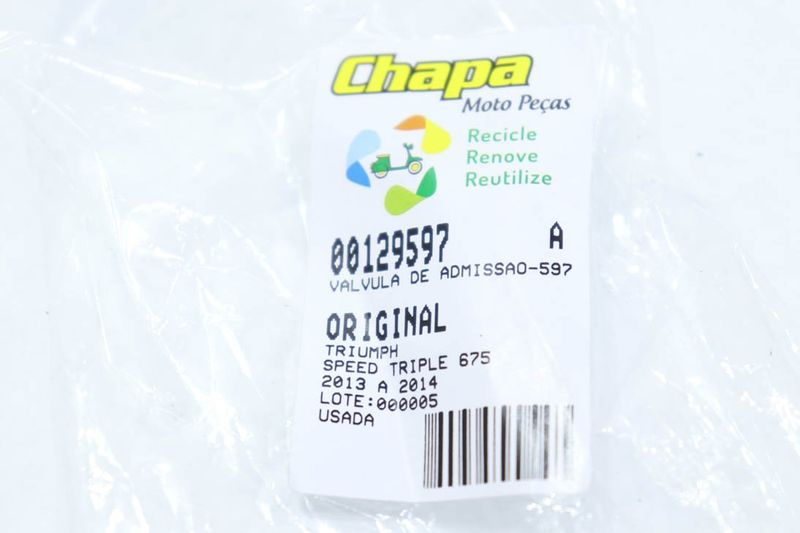 Chapa
Moto Peças
Recicle
Renove
Reutilize
00129597 A
VALVULA DE ADMISSAO-597
ORIGINAL
TRIUMPH
SPEED TRIPLE 675
2013 A 2014
LOTE:000005
USADA